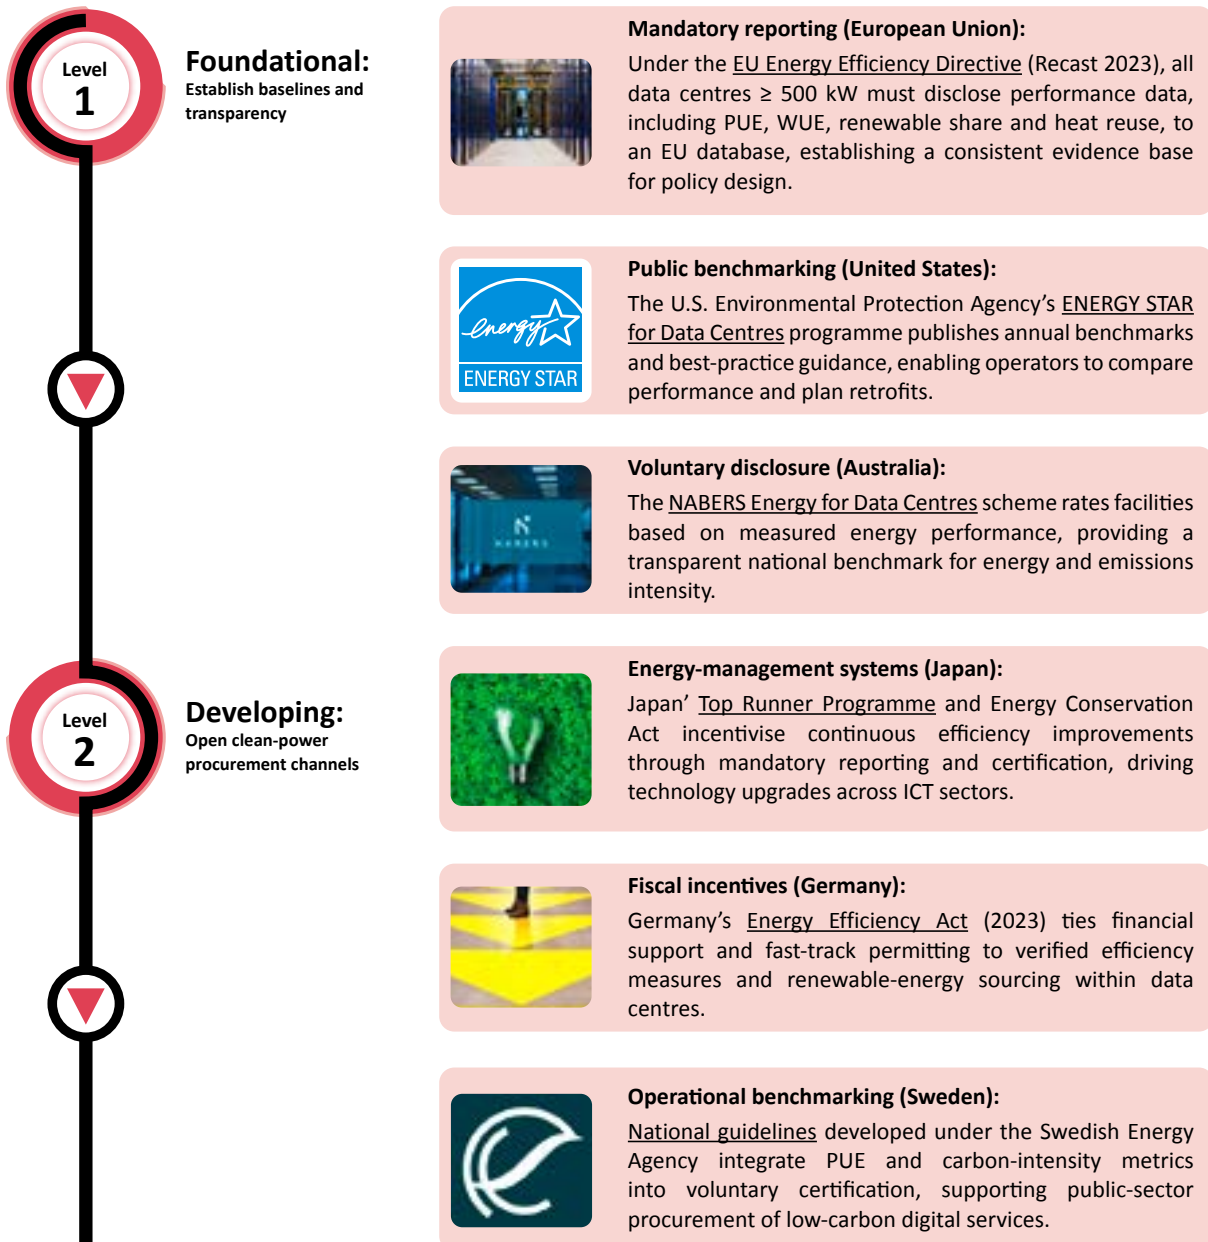 Level
1
Foundational:
Establish baselines and
transparency
Mandatory reporting (European Union):
Under the EU Energy Efficiency Directive (Recast 2023), all
data centres ≥ 500 kW must disclose performance data,
including PUE, WUE, renewable share and heat reuse, to
an EU database, establishing a consistent evidence base
for policy design.
energy
ENERGY STAR
Public benchmarking (United States):
The U.S. Environmental Protection Agency's ENERGY STAR
for Data Centres programme publishes annual benchmarks
and best-practice guidance, enabling operators to compare
performance and plan retrofits.
NABERS
Voluntary disclosure (Australia):
The NABERS Energy for Data Centres scheme rates facilities
based on measured energy performance, providing a
transparent national benchmark for energy and emissions
intensity.
Level
2
Developing:
Open clean-power
procurement channels
Energy-management systems (Japan):
Japan' Top Runner Programme and Energy Conservation
Act incentivise continuous efficiency improvements
through mandatory reporting and certification, driving
technology upgrades across ICT sectors.
Fiscal incentives (Germany):
Germany's Energy Efficiency Act (2023) ties financial
support and fast-track permitting to verified efficiency
measures and renewable-energy sourcing within data
centres.
Operational benchmarking (Sweden):
National guidelines developed under the Swedish Energy
Agency integrate PUE and carbon-intensity metrics
into voluntary certification, supporting public-sector
procurement of low-carbon digital services.